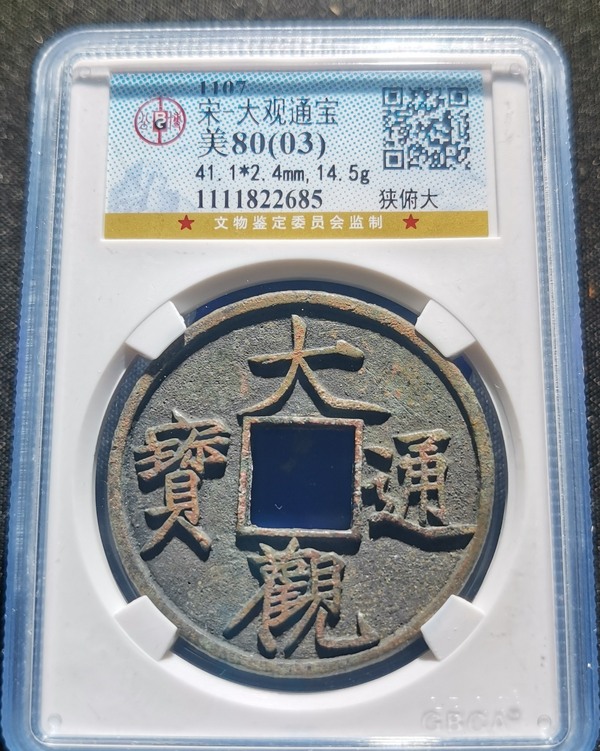 1107
宋-大观通宝
美80(03)
41.1*2.4mm,14.5g
1111822685
狭俯大
★ 文物鉴定委员会监制 ★
大
寶 通
觀
GBCA®